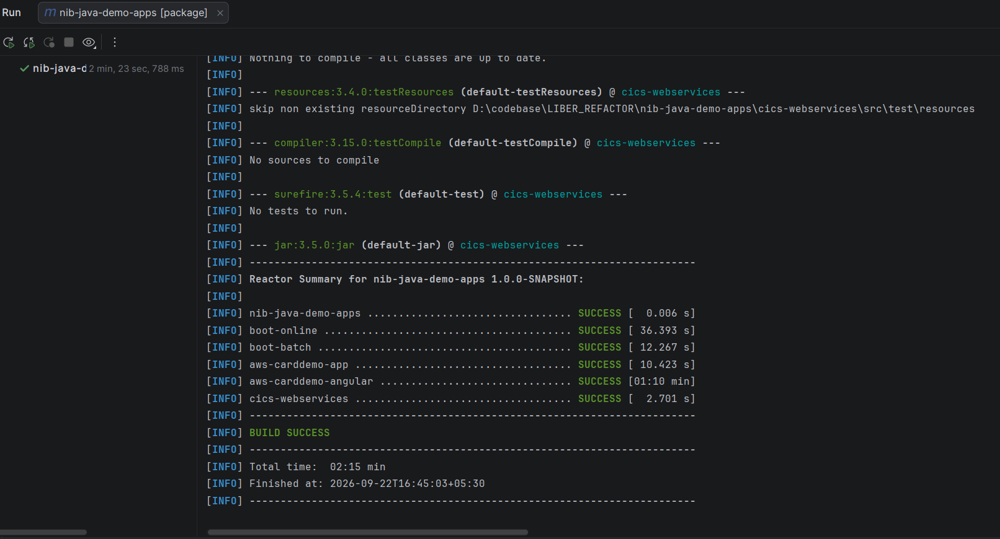 Run m nib-java-demo-apps [package] ×
nib-java-d 2 min, 23 sec, 788 ms
[INFO] Nothing to compile - all classes are up to date.
[INFO]
[INFO] --- resources:3.4.0:testResources (default-testResources) @ cics-webservices ---
[INFO] skip non existing resourceDirectory D:\codebase\LIBER_REFACTOR\nib-java-demo-apps\cics-webservices\src\test\resources
[INFO]
[INFO] --- compiler:3.15.0:testCompile (default-testCompile) @ cics-webservices ---
[INFO] No sources to compile
[INFO]
[INFO] --- surefire:3.5.4:test (default-test) @ cics-webservices ---
[INFO] No tests to run.
[INFO]
[INFO] --- jar:3.5.0:jar (default-jar) @ cics-webservices ---
[INFO] ------------------------------------------------------------------------
[INFO] Reactor Summary for nib-java-demo-apps 1.0.0-SNAPSHOT:
[INFO]
[INFO] nib-java-demo-apps ................................. SUCCESS [  0.006 s]
[INFO] boot-online ........................................ SUCCESS [ 36.393 s]
[INFO] boot-batch ......................................... SUCCESS [ 12.267 s]
[INFO] aws-carddemo-app ................................... SUCCESS [ 10.423 s]
[INFO] aws-carddemo-angular ............................... SUCCESS [01:10 min]
[INFO] cics-webservices ................................... SUCCESS [  2.701 s]
[INFO] ------------------------------------------------------------------------
[INFO] BUILD SUCCESS
[INFO] ------------------------------------------------------------------------
[INFO] Total time:  02:15 min
[INFO] Finished at: 2026-09-22T16:45:03+05:30
[INFO] ------------------------------------------------------------------------